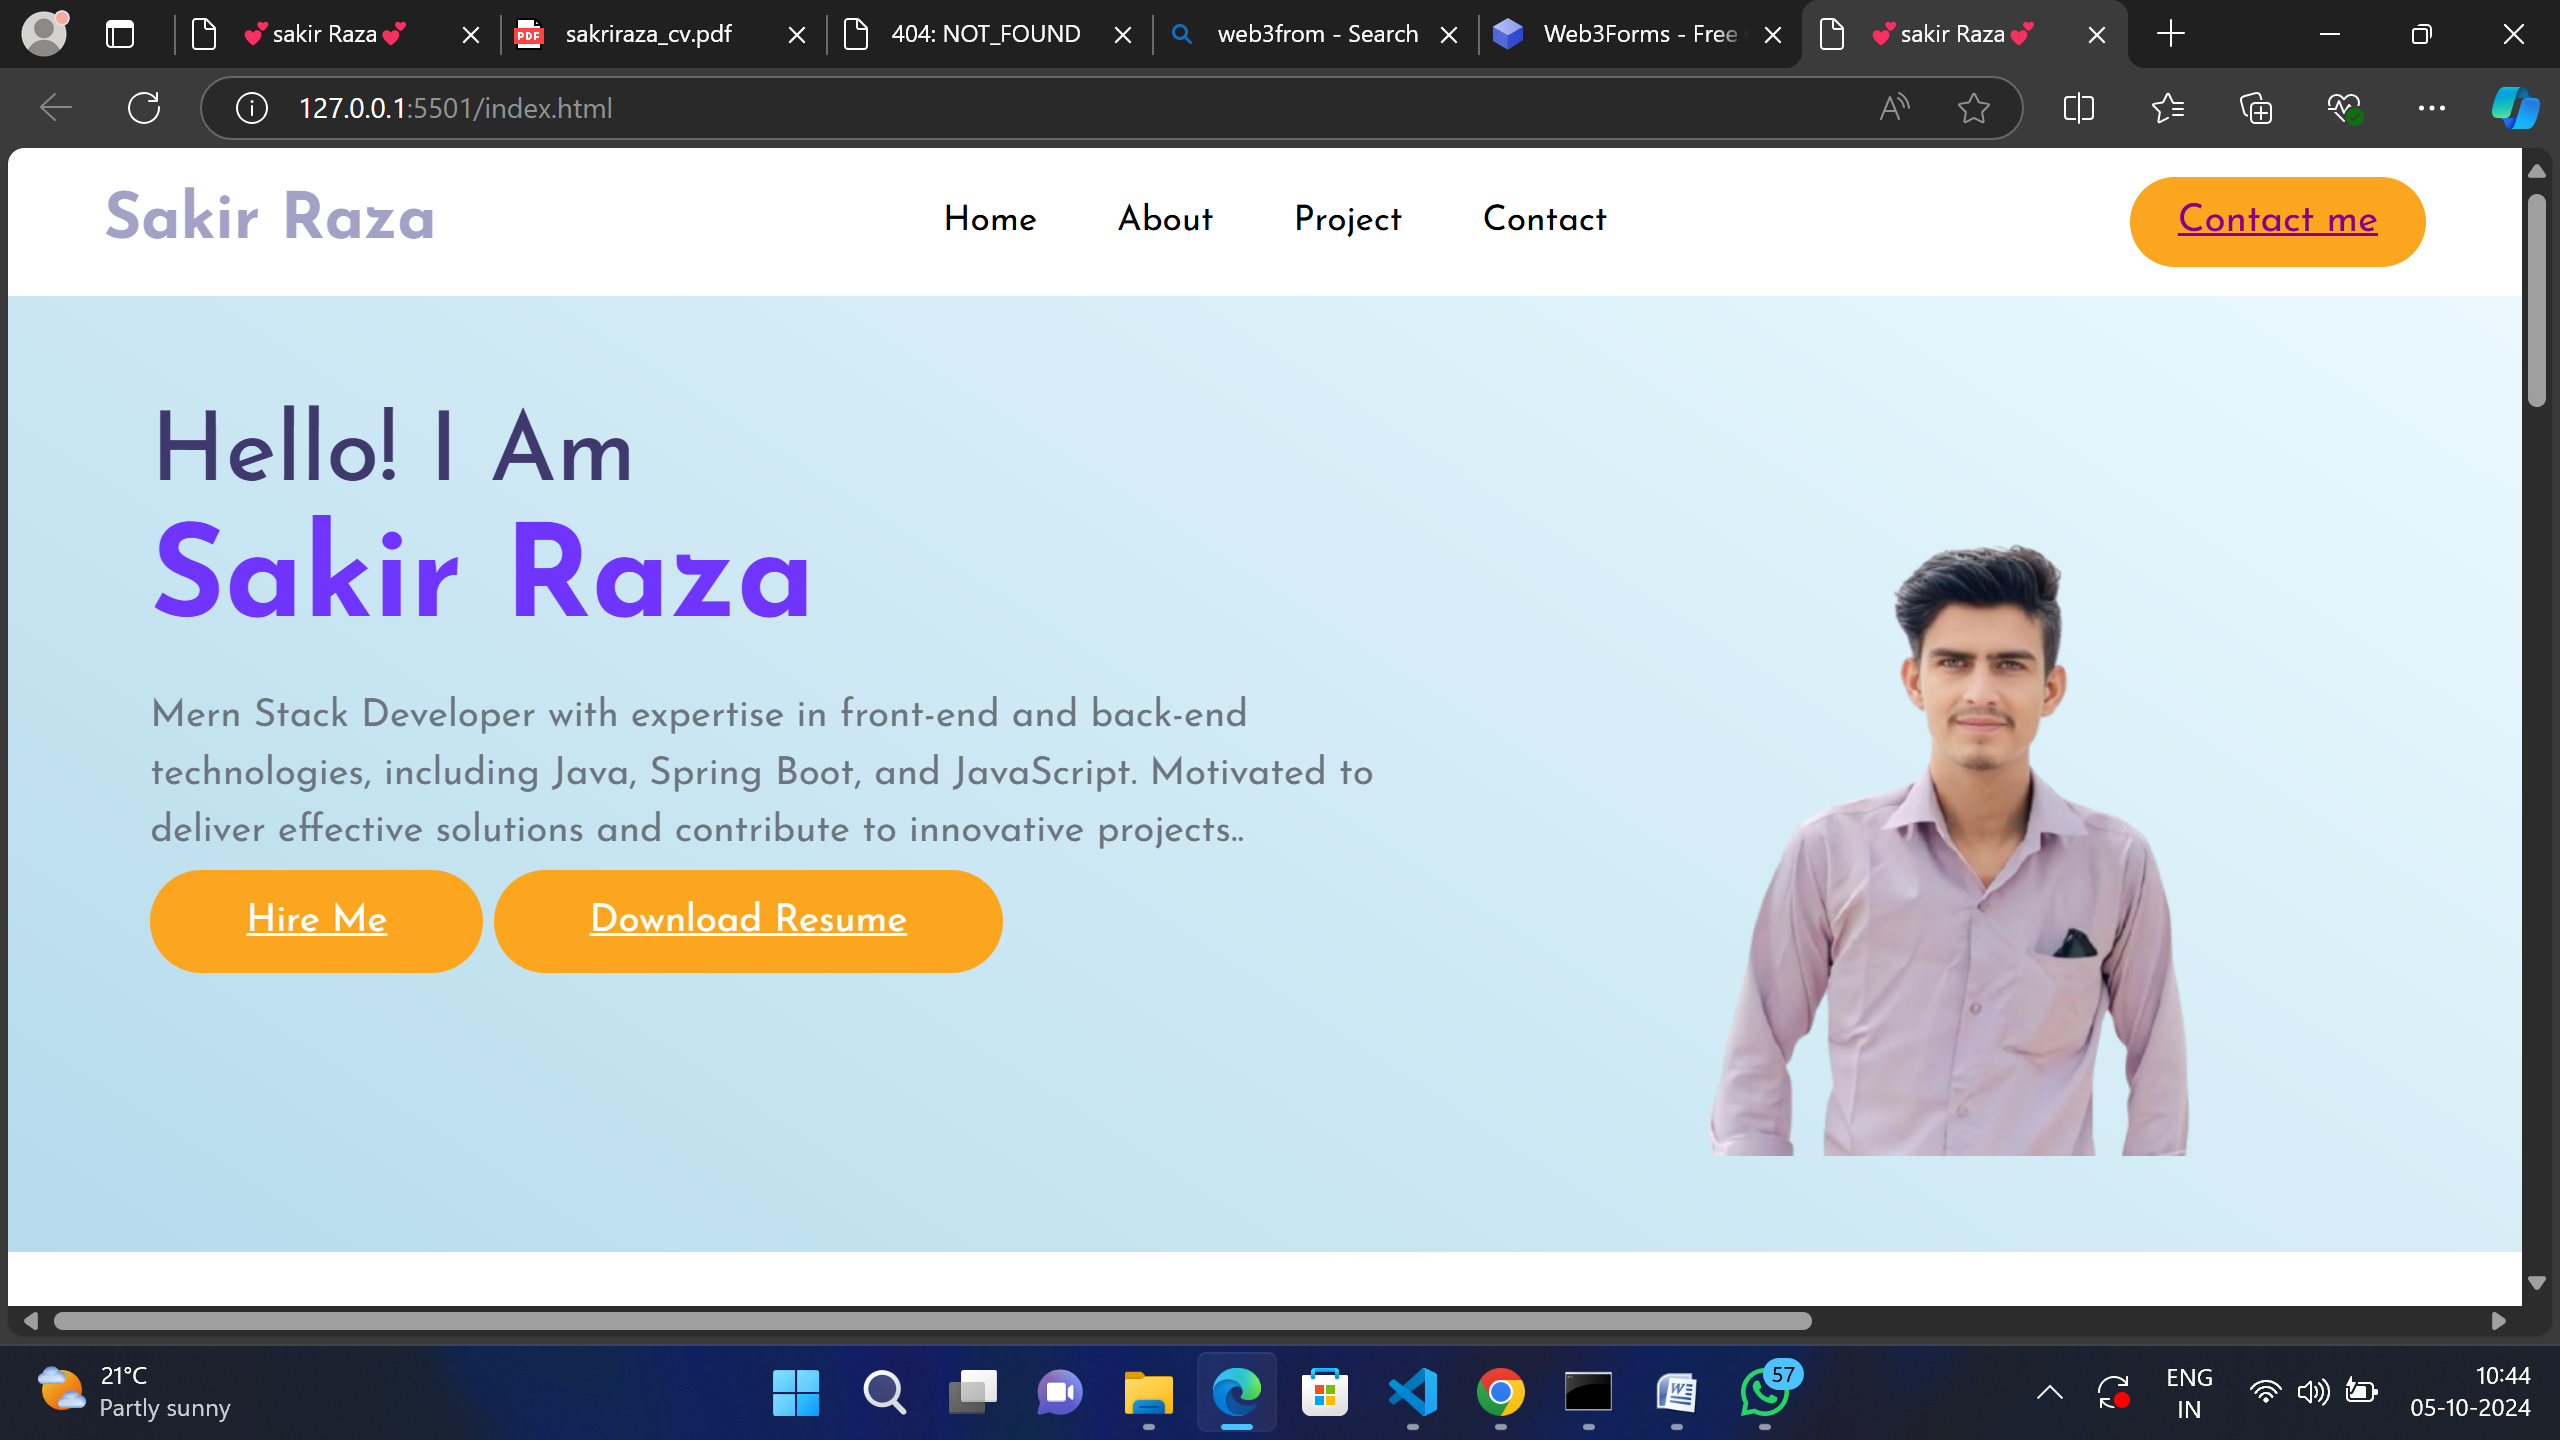 💕sakir Raza💕
sakriraza_cv.pdf
404: NOT_FOUND
web3from - Search
Web3Forms - Free
💕sakir Raza💕
127.0.0.1:5501/index.html
Sakir Raza
Home
About
Project
Contact
Contact me
Hello! I Am
Sakir Raza
Mern Stack Developer with expertise in front-end and back-end
technologies, including Java, Spring Boot, and JavaScript. Motivated to
deliver effective solutions and contribute to innovative projects..
Hire Me
Download Resume
21°C
Partly sunny
57
ENG
IN
10:44
05-10-2024